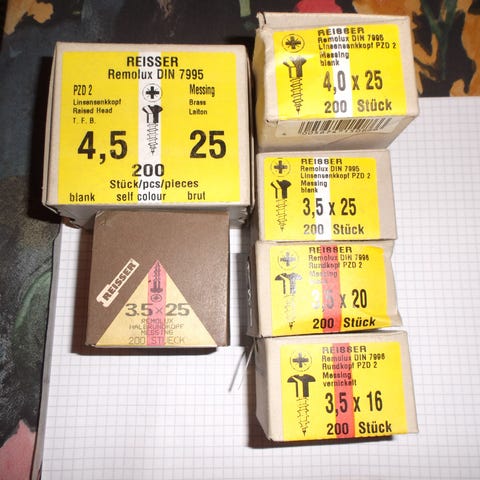 REISSER
Remolux DIN 7995
PZD 2 Messing
Linsensenkkopf Brass
Raised Head Laiton
T. F. B.
4,5 25
200
Stück/pcs/pieces
blank self colour brut
REISSER
Remolux DIN 7995
Linsensenkkopf PZD 2
Messing
blank
4,0 x 25
200 Stück
REISSER
Remolux DIN 7995
Linsensenkkopf PZD 2
Messing
blank
3,5 x 25
200 Stück
REISSER
3.5 x 25
REMOLUX
HALBRUNDKOPF
MESSING
200 STUECK
REISSER
Remolux DIN 7996
Rundkopf PZD 2
Messing
x 20
200 Stück
REISSER
Remolux DIN 7996
Rundkopf PZD 2
Messing
vernickelt
3,5 x 16
200 Stück